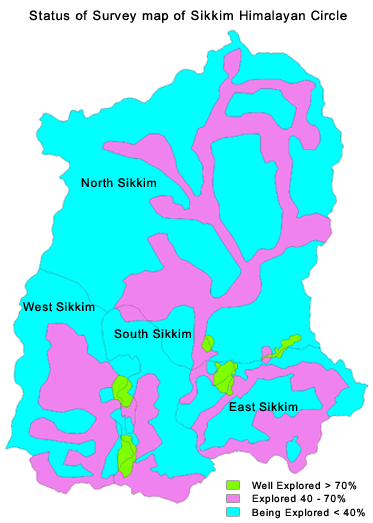 Status of Survey map of Sikkim Himalayan Circle
North Sikkim
West Sikkim
South Sikkim
East Sikkim
Well Explored > 70%
Explored 40 - 70%
Being Explored < 40%